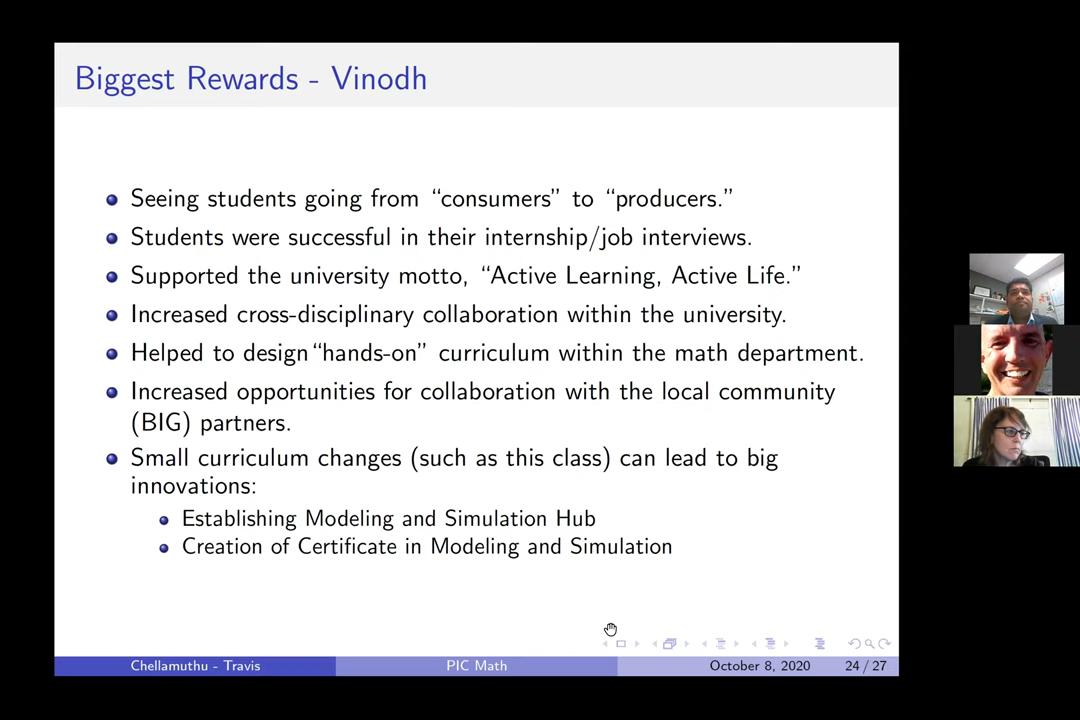 Biggest Rewards - Vinodh
Seeing students going from “consumers” to “producers.”
Students were successful in their internship/job interviews.
Supported the university motto, “Active Learning, Active Life.”
Increased cross-disciplinary collaboration within the university.
Helped to design“hands-on” curriculum within the math department.
Increased opportunities for collaboration with the local community
(BIG) partners.
Small curriculum changes (such as this class) can lead to big
innovations:
Establishing Modeling and Simulation Hub
Creation of Certificate in Modeling and Simulation
Chellamuthu - Travis PIC Math October 8, 2020 24 / 27